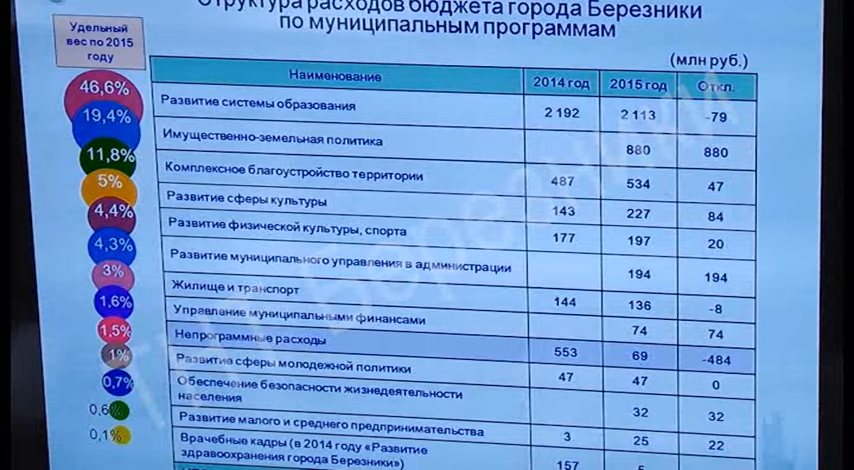 Структура расходов бюджета города Березники
по муниципальным программам
Удельный
вес по 2015
году
(млн руб.)
Наименование 2014 год 2015 год Откл.
46,6% Развитие системы образования 2 192 2 113 -79
19,4% Имущественно-земельная политика 880 880
11,8% Комплексное благоустройство территории 487 534 47
5% Развитие сферы культуры 143 227 84
4,4% Развитие физической культуры, спорта 177 197 20
4,3% Развитие муниципального управления в администрации 194 194
3% Жилище и транспорт 144 136 -8
1,6% Управление муниципальными финансами 74 74
1,5% Непрограммные расходы 553 69 -484
1% Развитие сферы молодежной политики 47 47 0
0,7% Обеспечение безопасности жизнедеятельности
населения 32 32
0,6% Развитие малого и среднего предпринимательства 3 25 22
0,1% Врачебные кадры (в 2014 году «Развитие
здравоохранения города Березники») 157 5